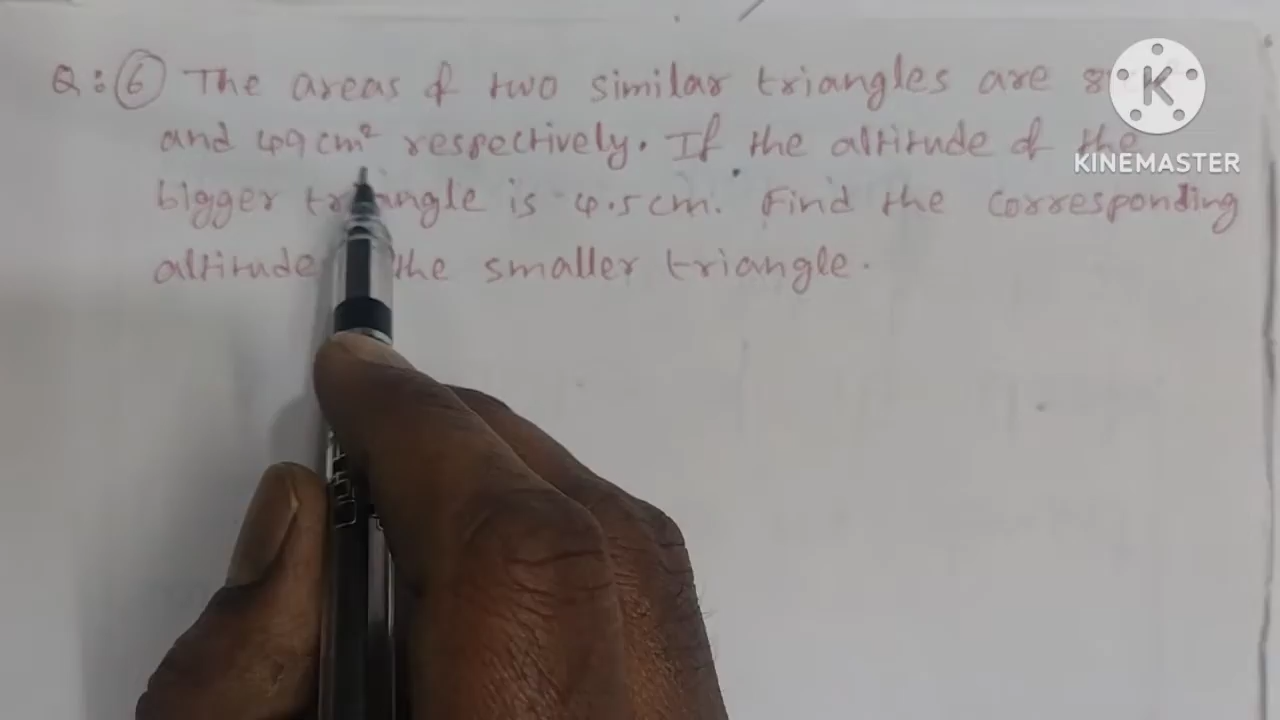 Q: 6 The areas of two similar triangles are
and 49 cm² respectively. If the altitude of the
bigger triangle is 4.5 cm. Find the corresponding
altitude the smaller triangle.
KINEMASTER